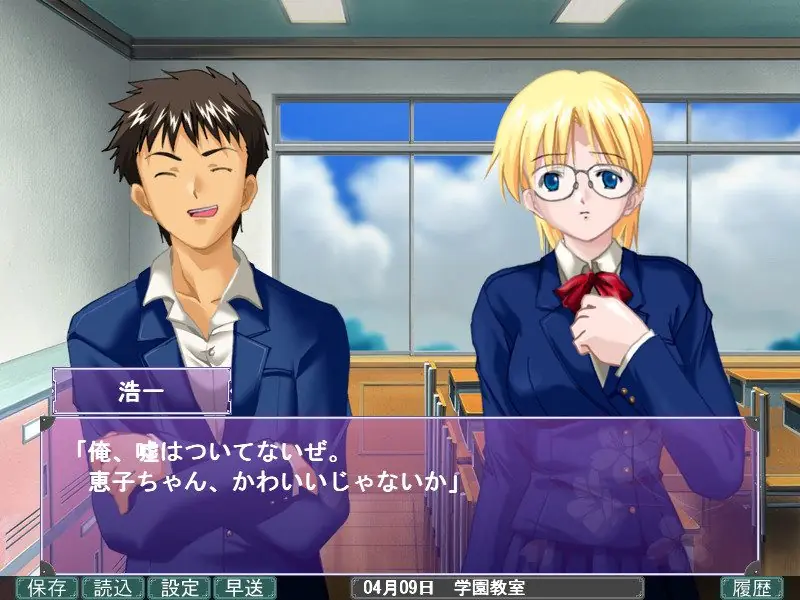 浩一
「俺、嘘はついてないぜ。
恵子ちゃん、かわいいじゃないか」
保存 読込 設定 早送 04月09日 学園教室 履歴